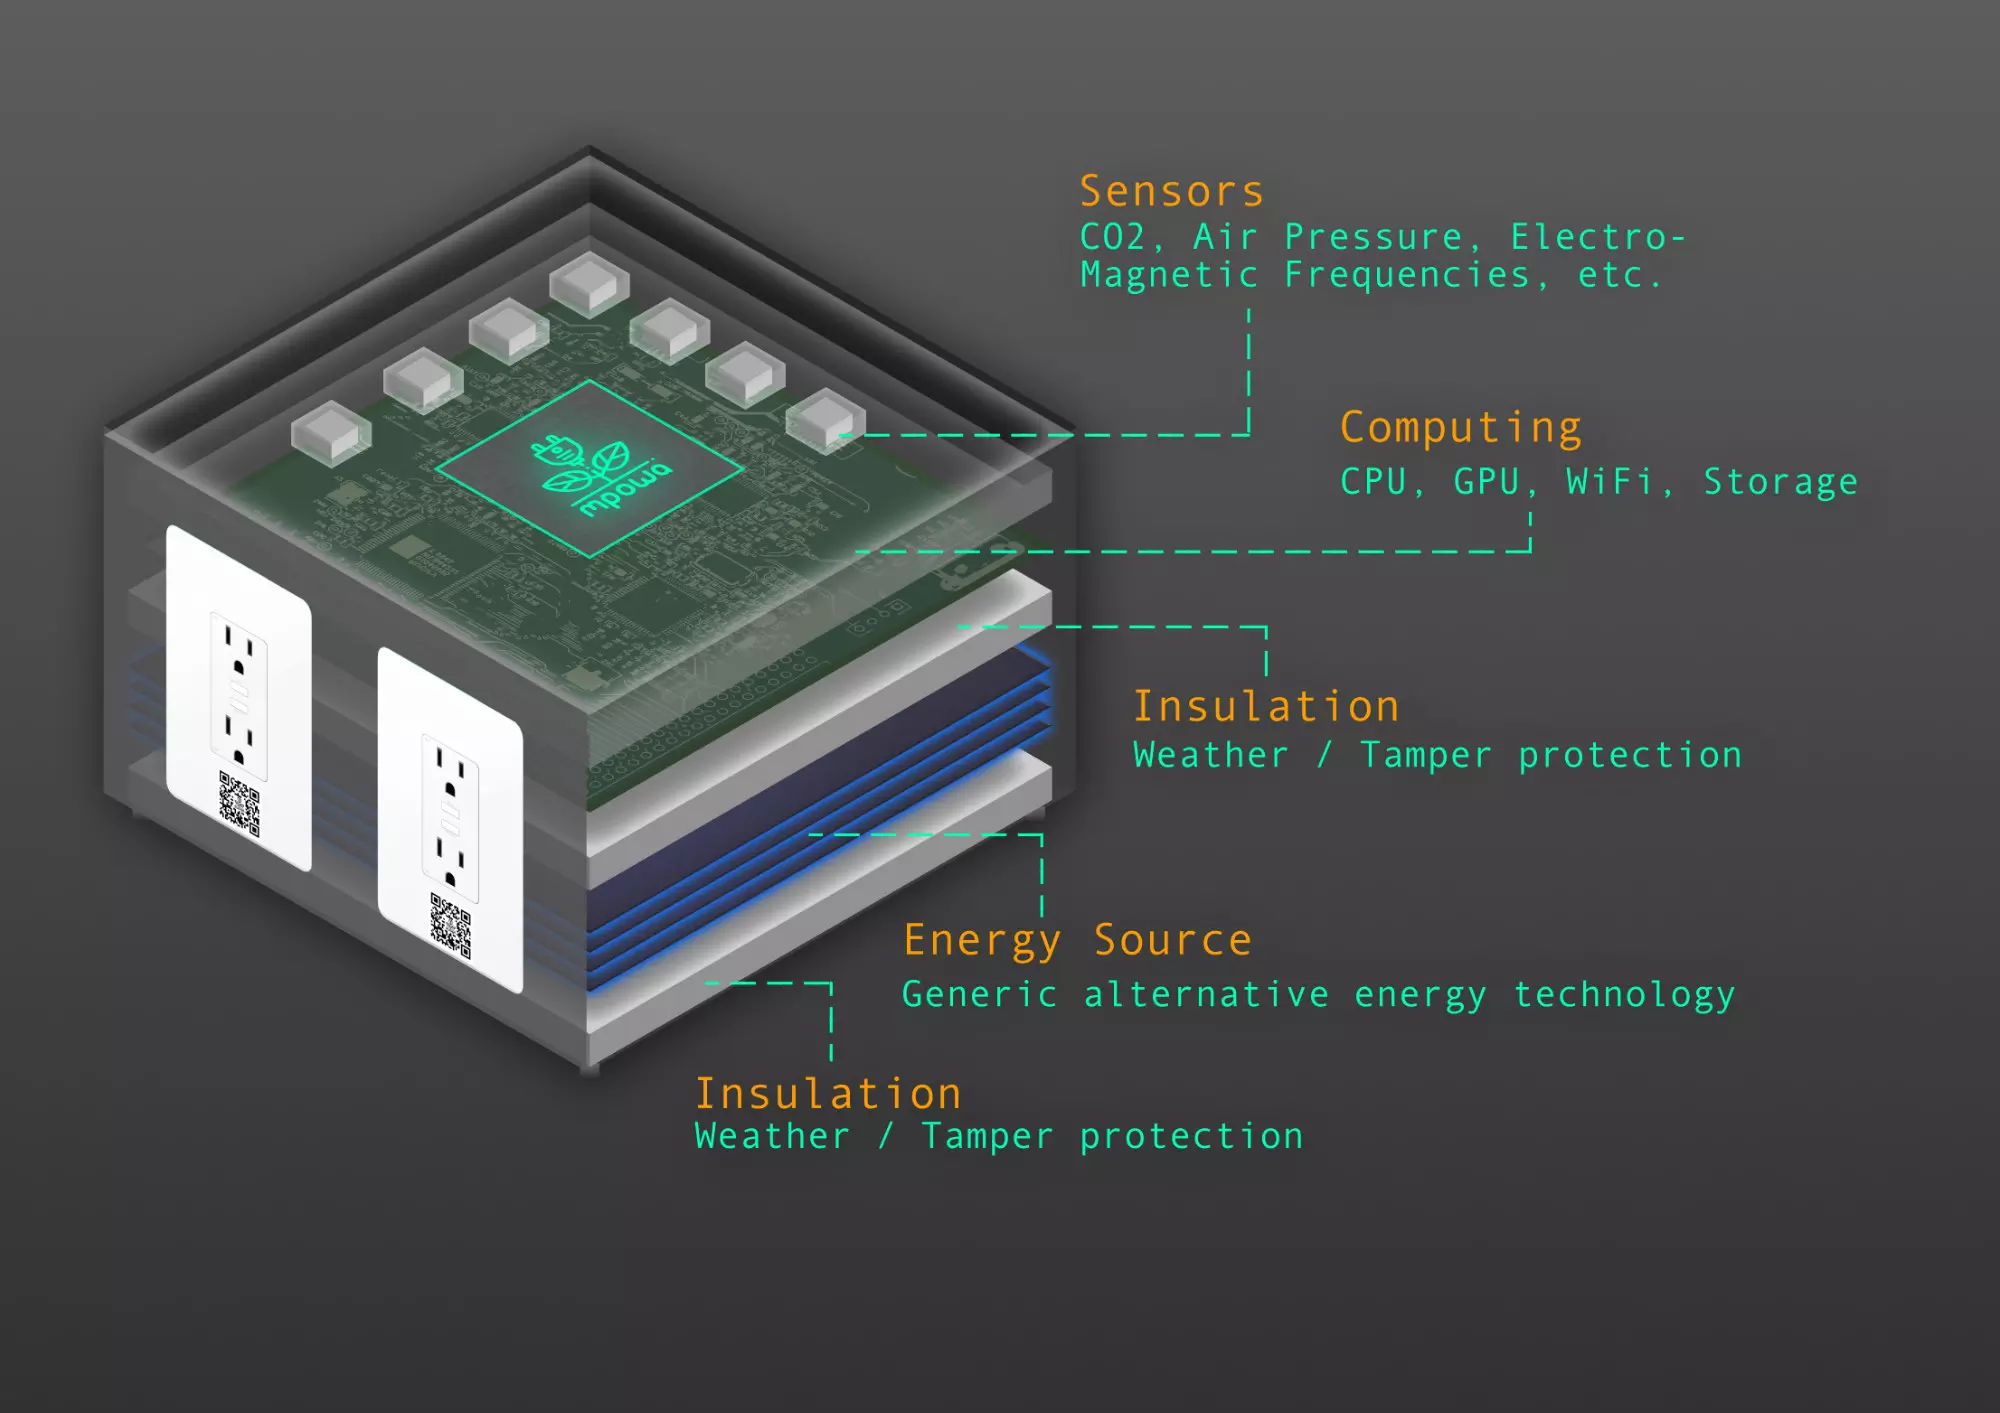 Sensors
CO2, Air Pressure, Electro-
Magnetic Frequencies, etc.
Computing
CPU, GPU, WiFi, Storage
mpowa
Insulation
Weather / Tamper protection
Energy Source
Generic alternative energy technology
Insulation
Weather / Tamper protection